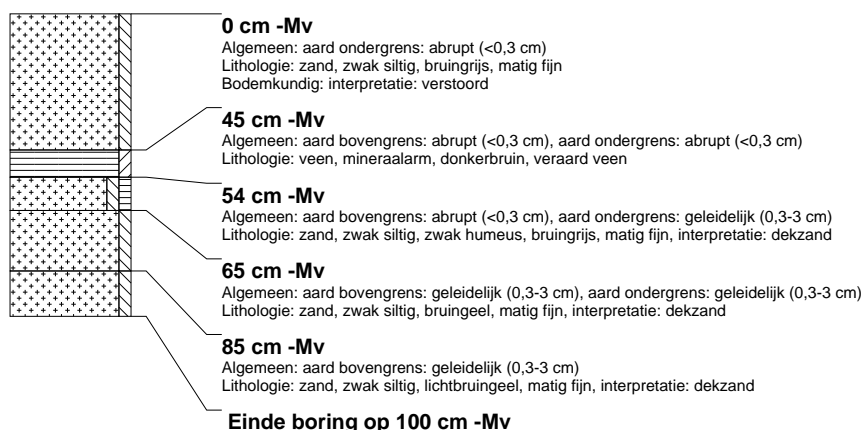 0 cm -Mv
Algemeen: aard ondergrens: abrupt (<0,3 cm)
Lithologie: zand, zwak siltig, bruingrijs, matig fijn
Bodemkundig: interpretatie: verstoord
45 cm -Mv
Algemeen: aard bovengrens: abrupt (<0,3 cm), aard ondergrens: abrupt (<0,3 cm)
Lithologie: veen, mineraalarm, donkerbruin, veraard veen
54 cm -Mv
Algemeen: aard bovengrens: abrupt (<0,3 cm), aard ondergrens: geleidelijk (0,3-3 cm)
Lithologie: zand, zwak siltig, zwak humeus, bruingrijs, matig fijn, interpretatie: dekzand
65 cm -Mv
Algemeen: aard bovengrens: geleidelijk (0,3-3 cm), aard ondergrens: geleidelijk (0,3-3 cm)
Lithologie: zand, zwak siltig, bruingeel, matig fijn, interpretatie: dekzand
85 cm -Mv
Algemeen: aard bovengrens: geleidelijk (0,3-3 cm)
Lithologie: zand, zwak siltig, lichtbruingeel, matig fijn, interpretatie: dekzand
Einde boring op 100 cm -Mv